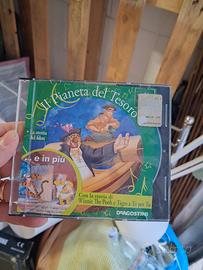 Il Pianeta del Tesoro
La storia
del film
... e in più
Con la storia di
Winnie The Pooh e Tigro a Tu per Tu
DeAGOSTINI